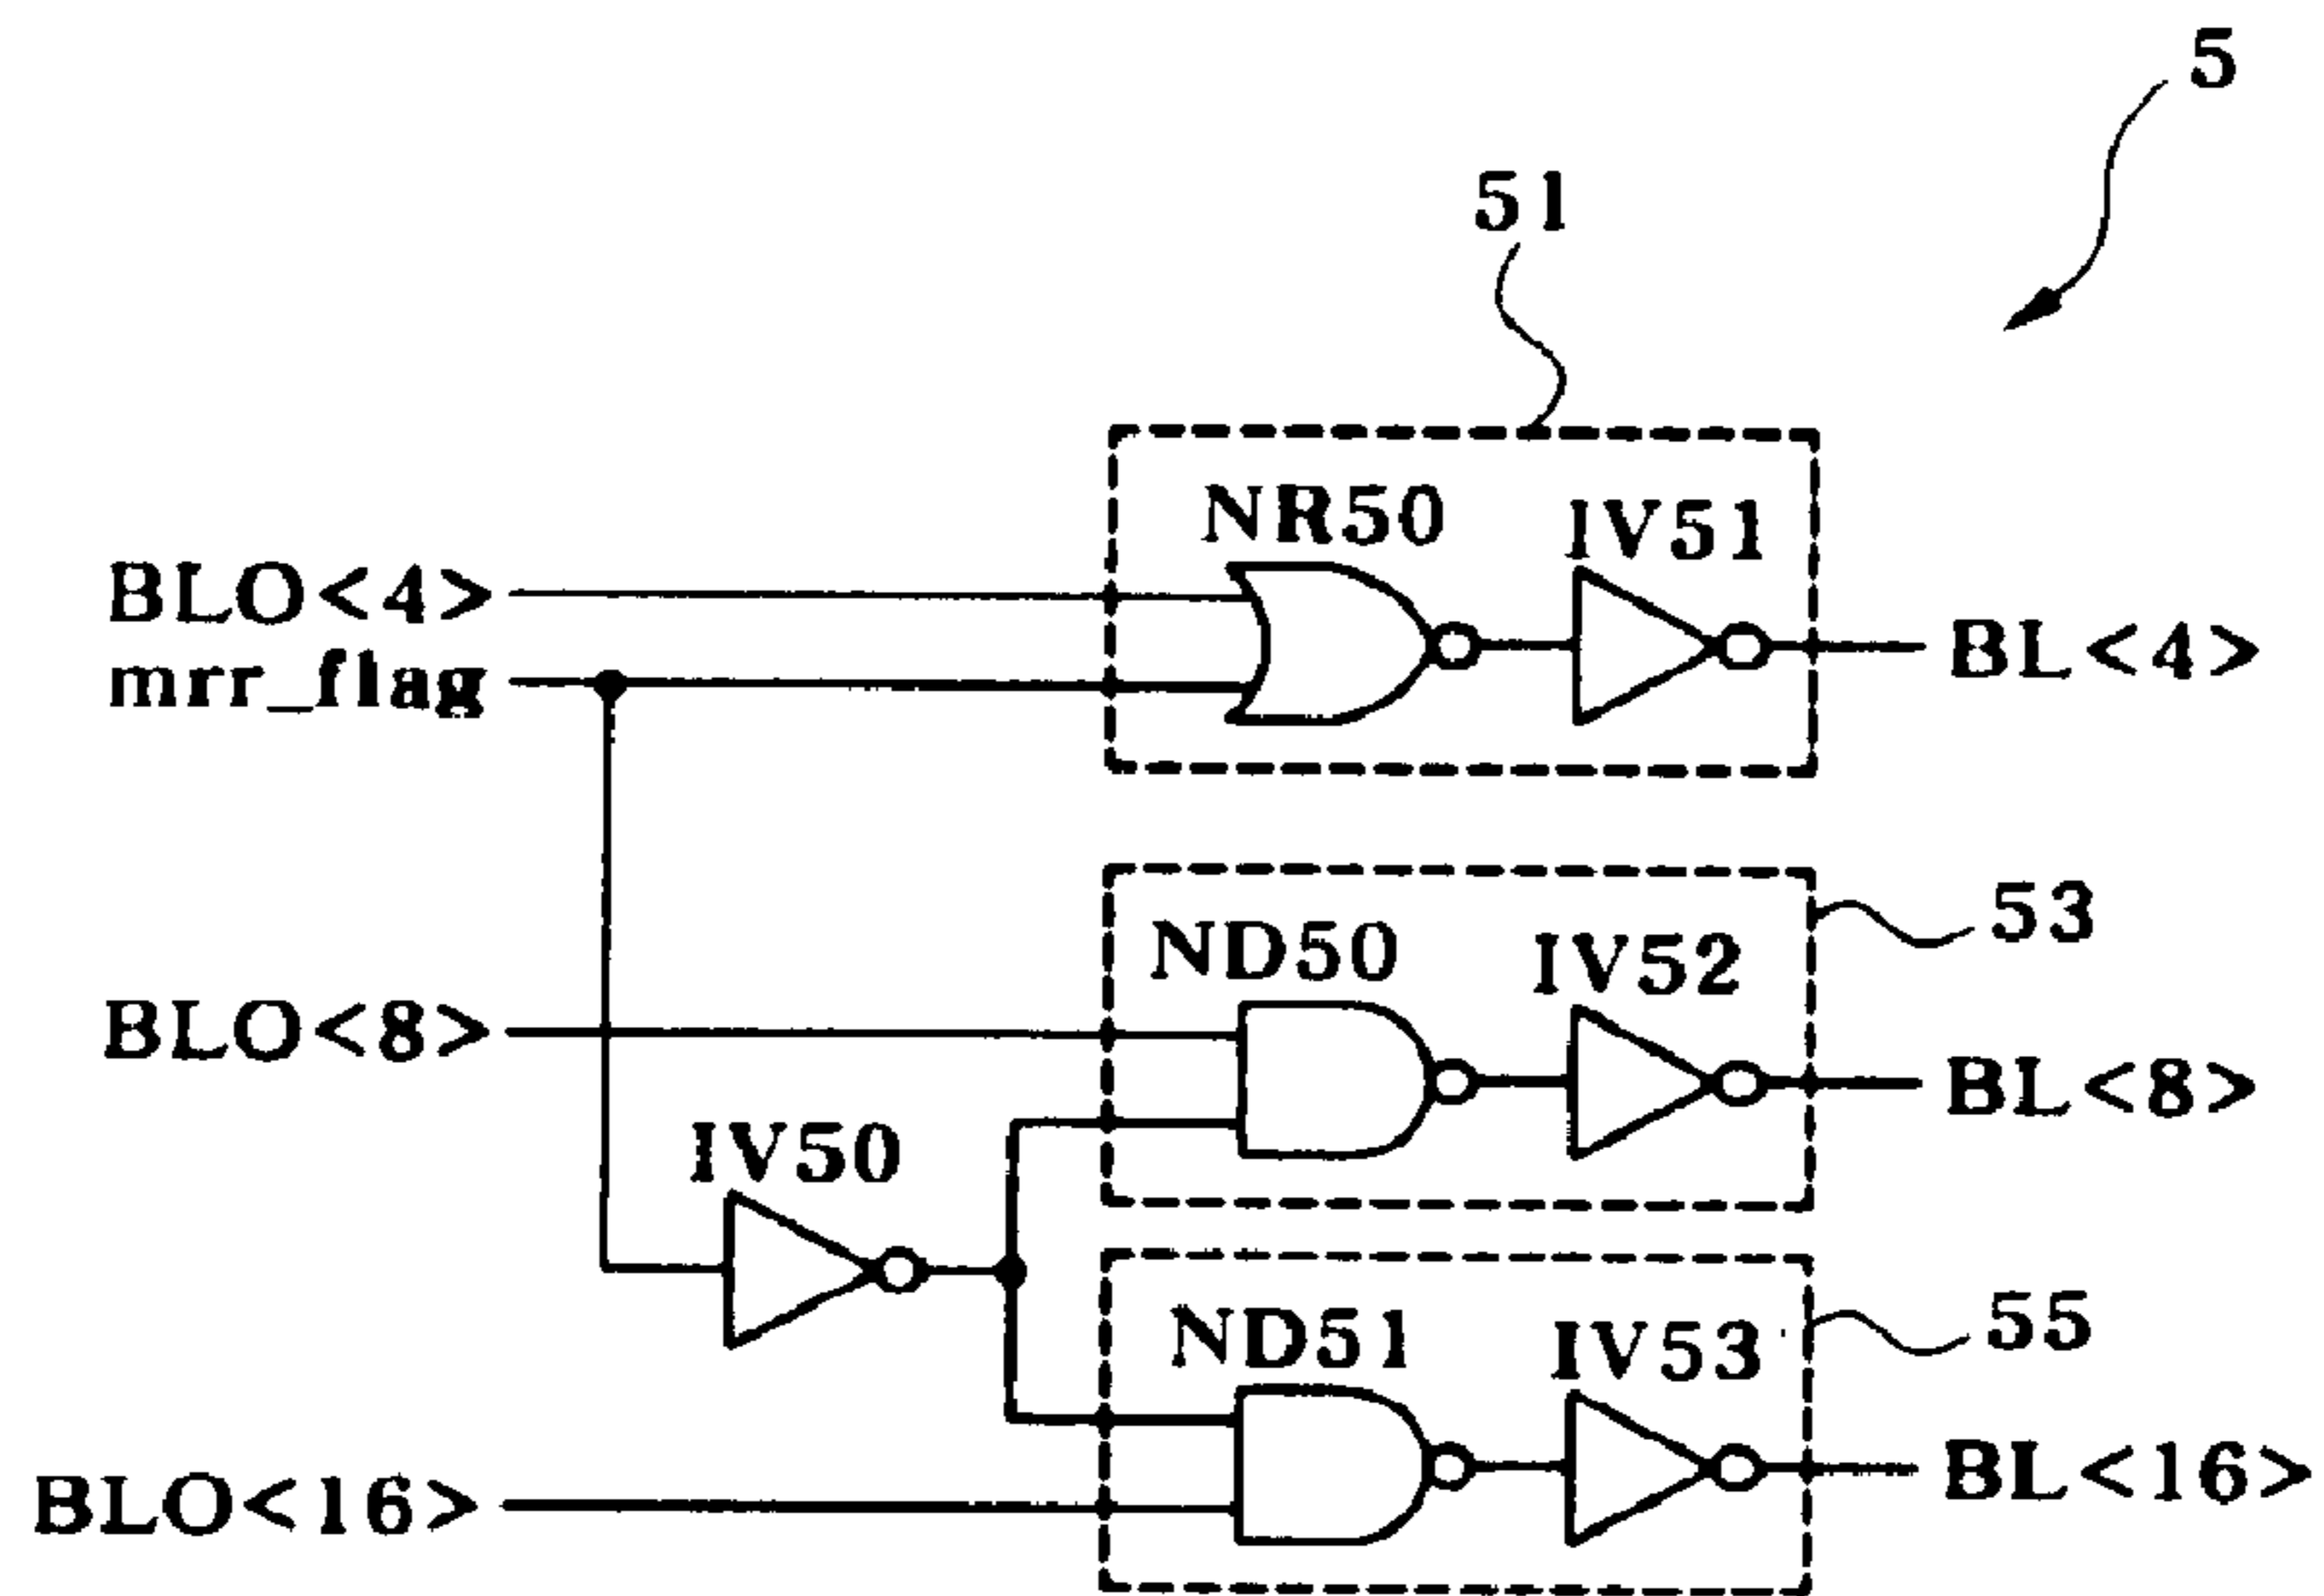 5
51
NR50
IV51
BLO<4>
mrr_flag
BL<4>
ND50
IV52
53
BLO<8>
BL<8>
IV50
ND51
IV53
55
BLO<16>
BL<16>